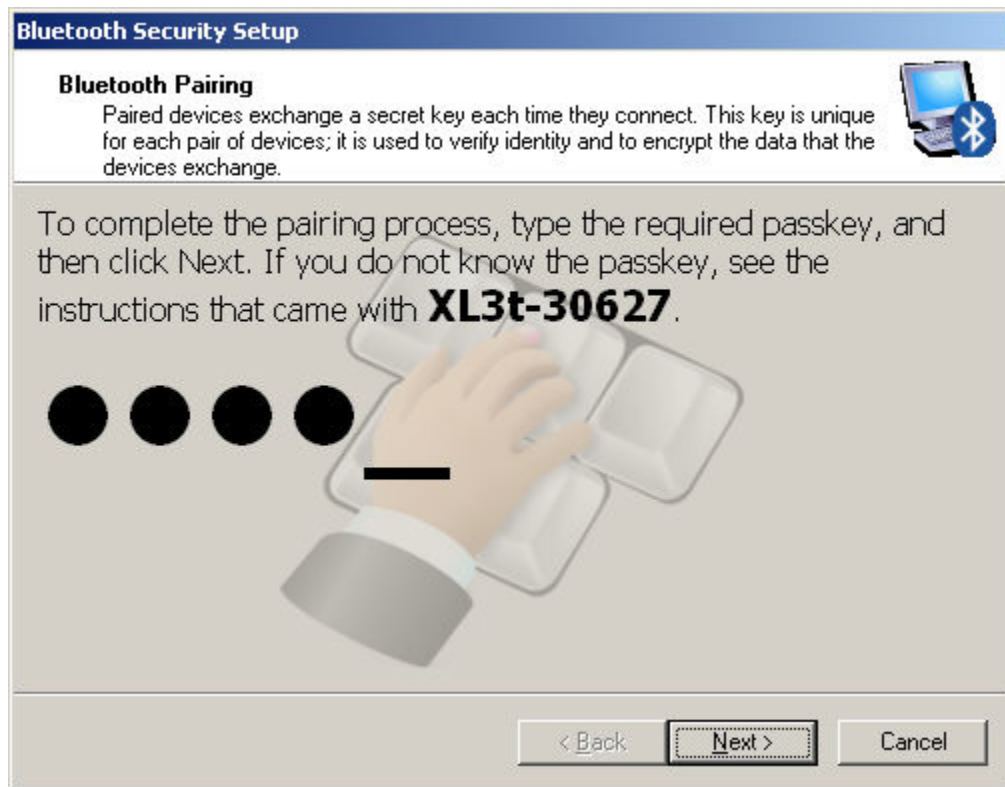 Bluetooth Security Setup
Bluetooth Pairing
Paired devices exchange a secret key each time they connect. This key is unique
for each pair of devices; it is used to verify identity and to encrypt the data that the
devices exchange.
To complete the pairing process, type the required passkey, and
then click Next. If you do not know the passkey, see the
instructions that came with XL3t-30627.
< Back
Next >
Cancel